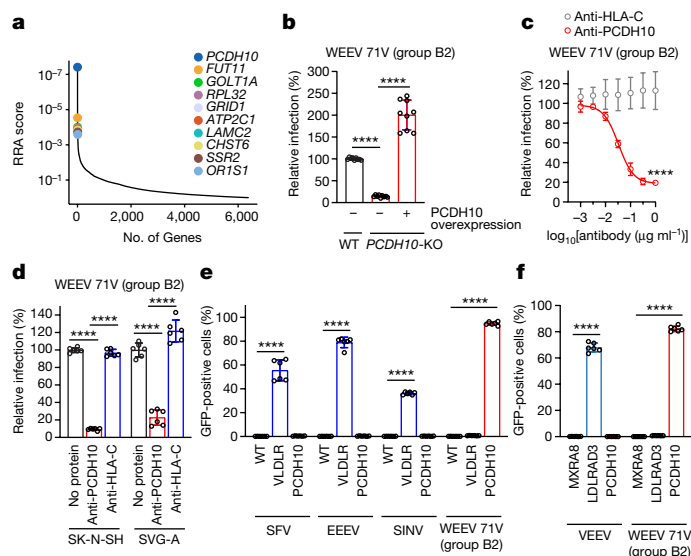 a
RRA score
10⁻⁷
10⁻⁵
10⁻³
10⁻¹
0
2,000
4,000
6,000
No. of Genes
PCDH10
FUT11
GOLT1A
RPL32
GRID1
ATP2C1
LAMC2
CHST6
SSR2
OR1S1
b
WEEV 71V (group B2)
Relative infection (%)
250
200
150
100
50
0
****
****
– – + PCDH10 overexpression
WT PCDH10-KO
c
Anti-HLA-C
Anti-PCDH10
WEEV 71V (group B2)
Relative infection (%)
120
100
80
60
40
20
0
****
–3 –2 –1 0
log₁₀[antibody (μg ml⁻¹)]
d
WEEV 71V (group B2)
Relative infection (%)
140
120
100
80
60
40
20
0
****
****
****
****
No protein
Anti-PCDH10
Anti-HLA-C
No protein
Anti-PCDH10
Anti-HLA-C
SK-N-SH
SVG-A
e
GFP-positive cells (%)
100
80
60
40
20
0
****
****
****
****
WT
VLDLR
PCDH10
WT
VLDLR
PCDH10
WT
VLDLR
PCDH10
WT
VLDLR
PCDH10
SFV
EEEV
SINV
WEEV 71V
(group B2)
f
GFP-positive cells (%)
100
80
60
40
20
0
****
****
MXRA8
LDLRAD3
PCDH10
MXRA8
LDLRAD3
PCDH10
VEEV
WEEV 71V
(group B2)